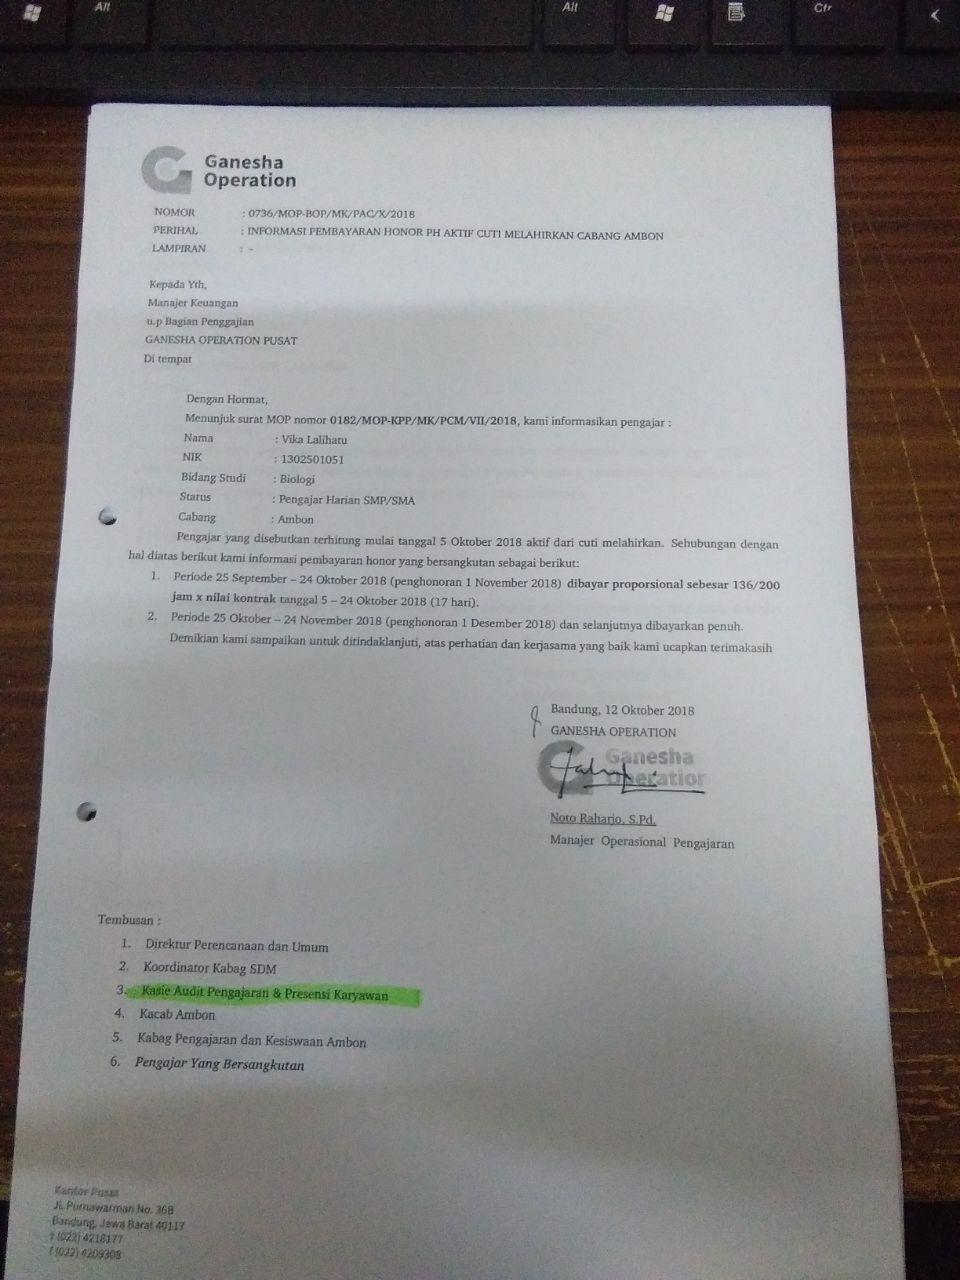 Alt
Alt
Ctr
Ganesha
Operation
NOMOR : 0736/MOP-BOP/MK/PAC/X/2018
PERIHAL : INFORMASI PEMBAYARAN HONOR PH AKTIF CUTI MELAHIRKAN CABANG AMBON
LAMPIRAN : -
Kepada Yth,
Manajer Keuangan
u.p Bagian Penggajian
GANESHA OPERATION PUSAT
Di tempat
Dengan Hormat,
Menunjuk surat MOP nomor 0182/MOP-KPP/MK/PCM/VII/2018, kami informasikan pengajar :
Nama : Vika Lalihatu
NIK : 1302501051
Bidang Studi : Biologi
Status : Pengajar Harian SMP/SMA
Cabang : Ambon
Pengajar yang disebutkan terhitung mulai tanggal 5 Oktober 2018 aktif dari cuti melahirkan. Sehubungan dengan
hal diatas berikut kami informasi pembayaran honor yang bersangkutan sebagai berikut:
1. Periode 25 September – 24 Oktober 2018 (penghonoran 1 November 2018) dibayar proporsional sebesar 136/200
jam x nilai kontrak tanggal 5 – 24 Oktober 2018 (17 hari).
2. Periode 25 Oktober – 24 November 2018 (penghonoran 1 Desember 2018) dan selanjutnya dibayarkan penuh.
Demikian kami sampaikan untuk ditindaklanjuti, atas perhatian dan kerjasama yang baik kami ucapkan terimakasih
Bandung, 12 Oktober 2018
GANESHA OPERATION
Ganesha
Operation
Noto Raharjo, S.Pd.
Manajer Operasional Pengajaran
Tembusan :
1. Direktur Perencanaan dan Umum
2. Koordinator Kabag SDM
3. Kasie Audit Pengajaran & Presensi Karyawan
4. Kacab Ambon
5. Kabag Pengajaran dan Kesiswaan Ambon
6. Pengajar Yang Bersangkutan
Kantor Pusat
Jl. Purnawarman No. 36B
Bandung, Jawa Barat 40117
t (022) 4218177
f (022) 4209308